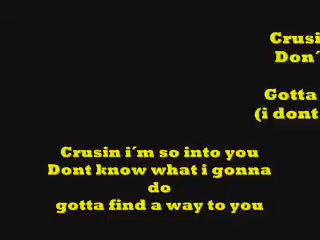 Crusi
Don´
Gotta
(i dont
Crusin i´m so into you
Dont know what i gonna
do
gotta find a way to you